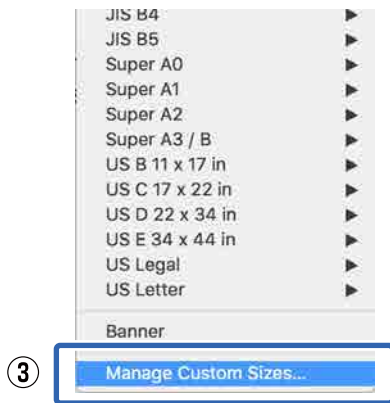 JIS B4
JIS B5
Super A0
Super A1
Super A2
Super A3 / B
US B 11 x 17 in
US C 17 x 22 in
US D 22 x 34 in
US E 34 x 44 in
US Legal
US Letter
Banner
③ Manage Custom Sizes...